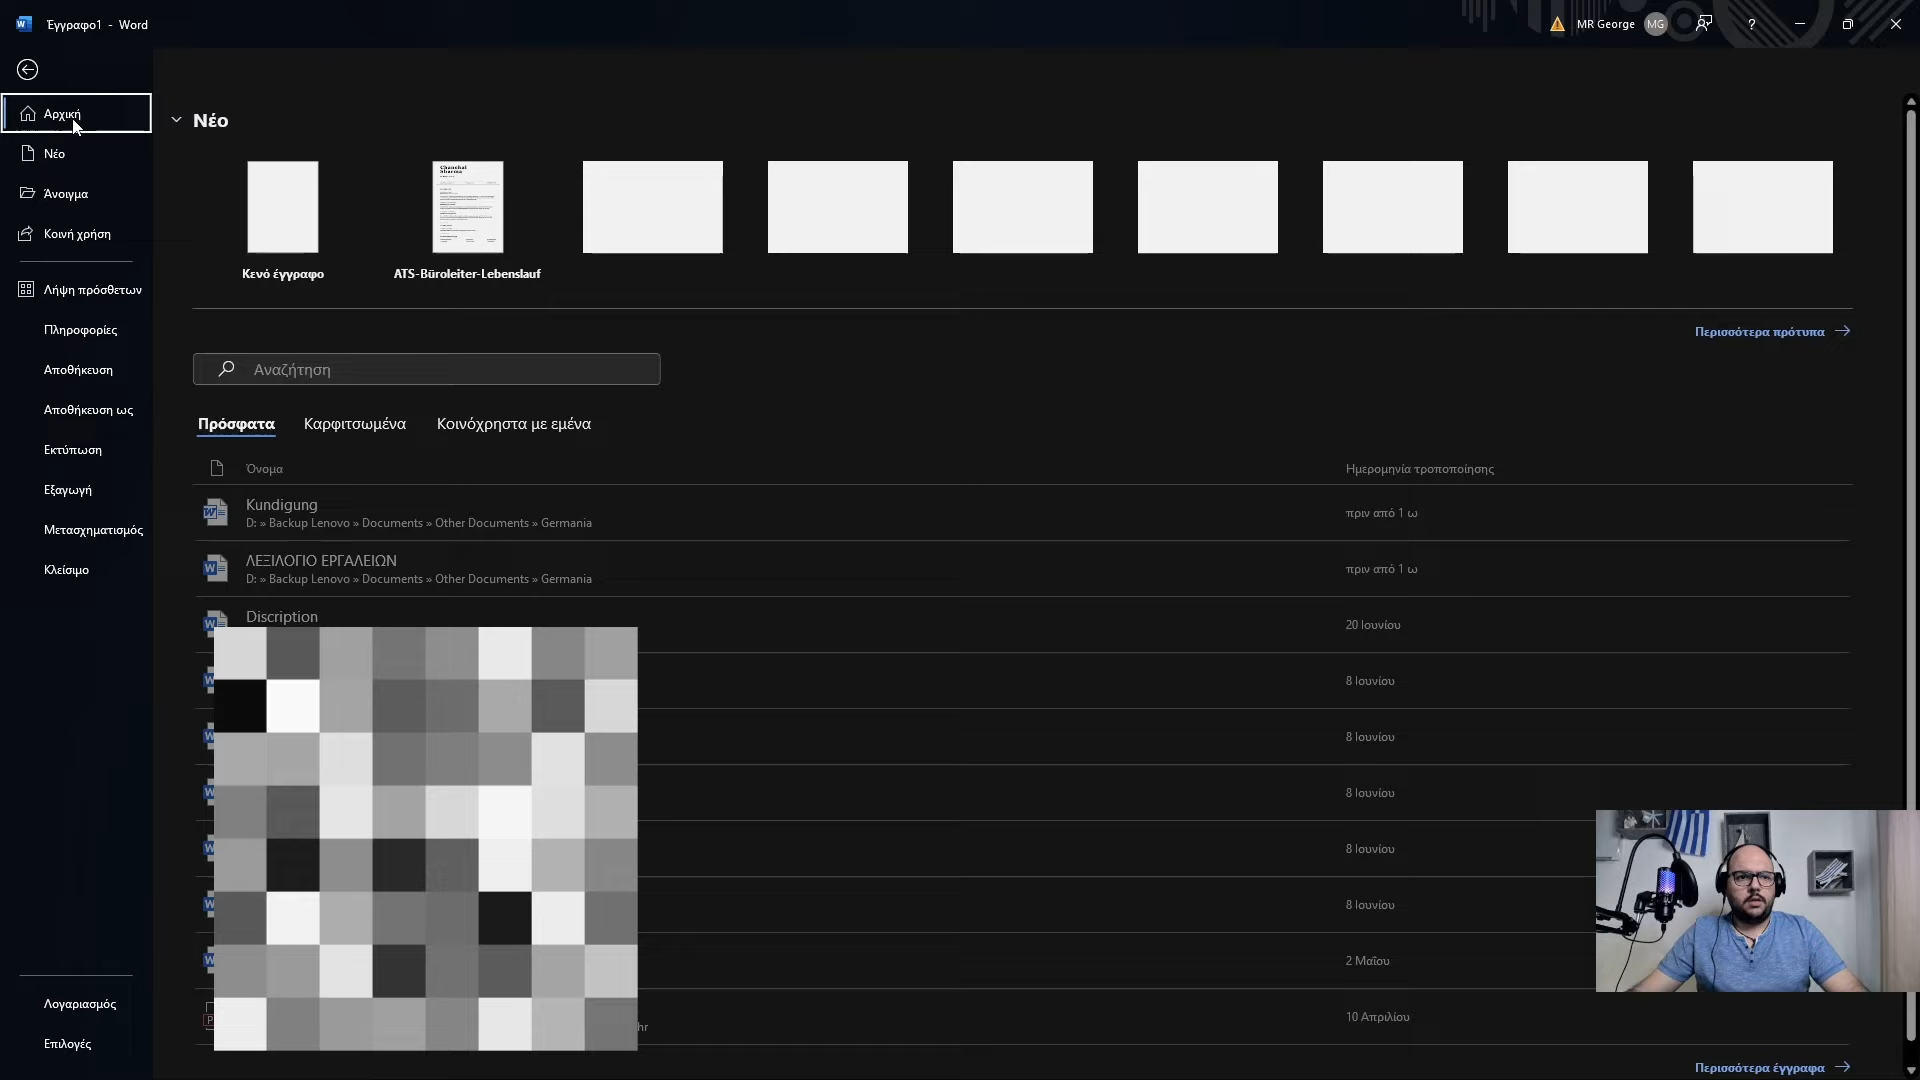 Έγγραφο1 - Word
MR George
MG
Αρχική
Νέο
Άνοιγμα
Κοινή χρήση
Λήψη πρόσθετων
Πληροφορίες
Αποθήκευση
Αποθήκευση ως
Εκτύπωση
Εξαγωγή
Μετασχηματισμός
Κλείσιμο
Λογαριασμός
Επιλογές
Νέο
Chanchal
Sharma
Κενό έγγραφο
ATS-Büroleiter-Lebenslauf
Περισσότερα πρότυπα
Αναζήτηση
Πρόσφατα Καρφιτσωμένα Κοινόχρηστα με εμένα
Όνομα Ημερομηνία τροποποίησης
Kundigung
D: » Backup Lenovo » Documents » Other Documents » Germania
πριν από 1 ω
ΛΕΞΙΛΟΓΙΟ ΕΡΓΑΛΕΙΩΝ
D: » Backup Lenovo » Documents » Other Documents » Germania
πριν από 1 ω
Discription
20 Ιουνίου
8 Ιουνίου
8 Ιουνίου
8 Ιουνίου
8 Ιουνίου
8 Ιουνίου
2 Μαΐου
hr
10 Απριλίου
Περισσότερα έγγραφα